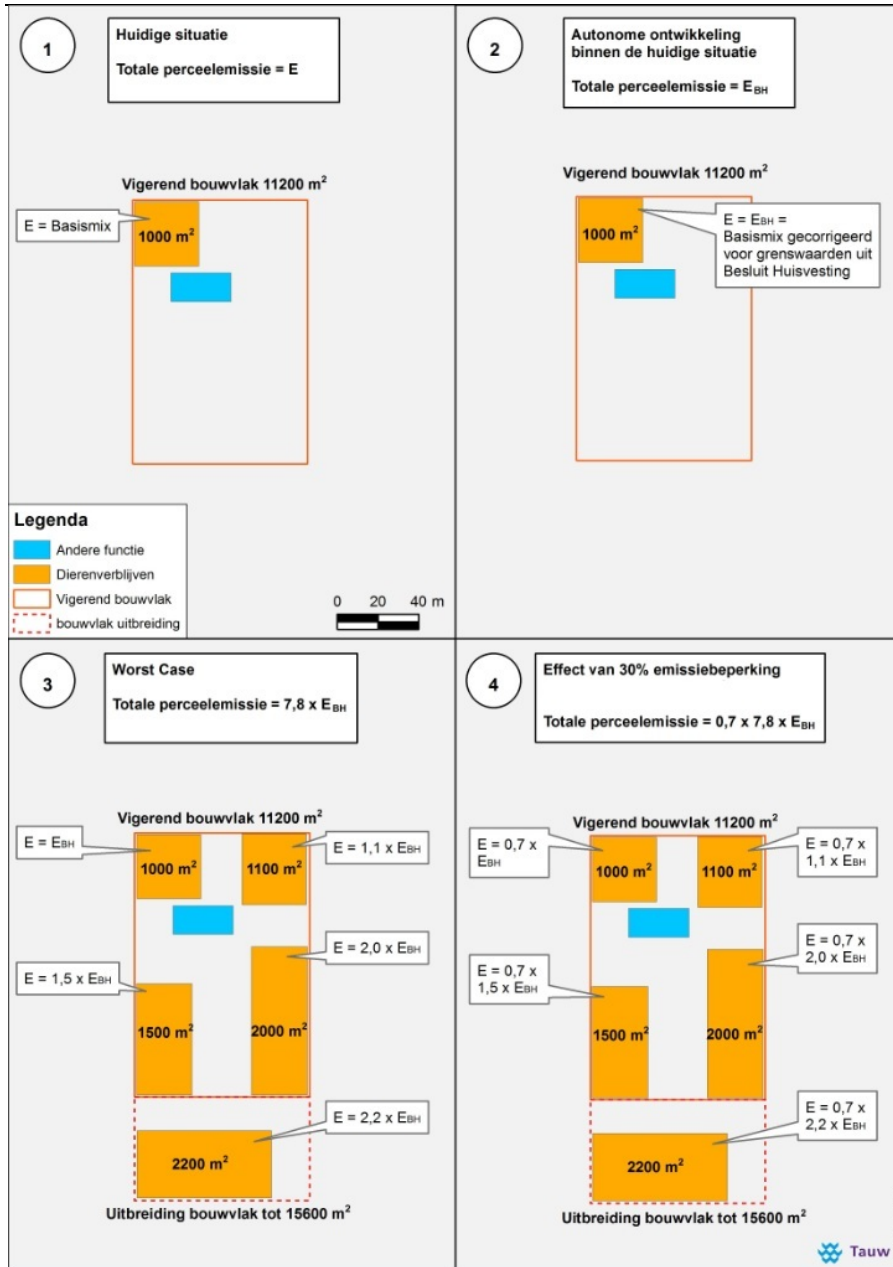 1
Huidige situatie
Totale perceelemissie = E
Vigerend bouwvlak 11200 m²
E = Basismix
1000 m²
Legenda
Andere functie
Dierenverblijven
Vigerend bouwvlak
bouwvlak uitbreiding
0 20 40 m
2
Autonome ontwikkeling
binnen de huidige situatie
Totale perceelemissie = EBH
Vigerend bouwvlak 11200 m²
1000 m²
E = EBH =
Basismix gecorrigeerd
voor grenswaarden uit
Besluit Huisvesting
3
Worst Case
Totale perceelemissie = 7,8 x EBH
Vigerend bouwvlak 11200 m²
E = EBH
1000 m²
1100 m²
E = 1,1 x EBH
E = 2,0 x EBH
E = 1,5 x EBH
1500 m²
2000 m²
E = 2,2 x EBH
2200 m²
Uitbreiding bouwvlak tot 15600 m²
4
Effect van 30% emissiebeperking
Totale perceelemissie = 0,7 x 7,8 x EBH
Vigerend bouwvlak 11200 m²
E = 0,7 x
EBH
1000 m²
1100 m²
E = 0,7 x
1,1 x EBH
E = 0,7 x
2,0 x EBH
E = 0,7 x
1,5 x EBH
1500 m²
2000 m²
E = 0,7 x
2,2 x EBH
2200 m²
Uitbreiding bouwvlak tot 15600 m²
Tauw